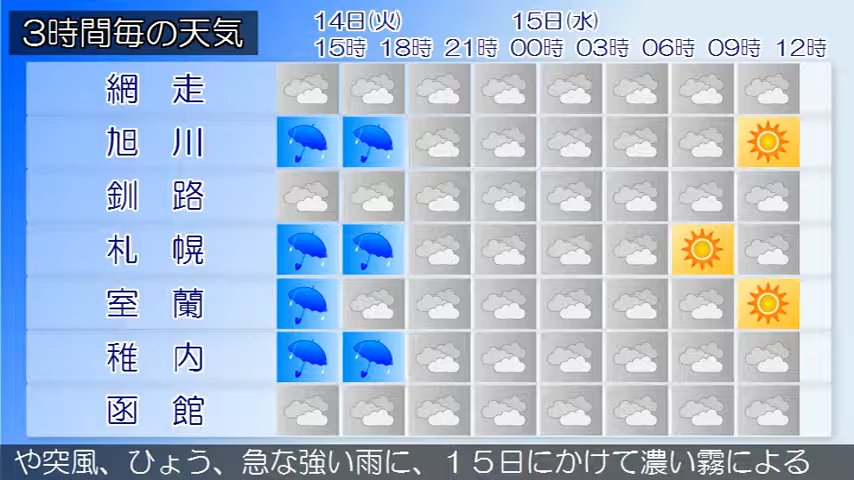 3時間毎の天気
14日(火) 15日(水)
15時 18時 21時 00時 03時 06時 09時 12時
網 走
旭 川
釧 路
札 幌
室 蘭
稚 内
函 館
や突風、ひょう、急な強い雨に、15日にかけて濃い霧による